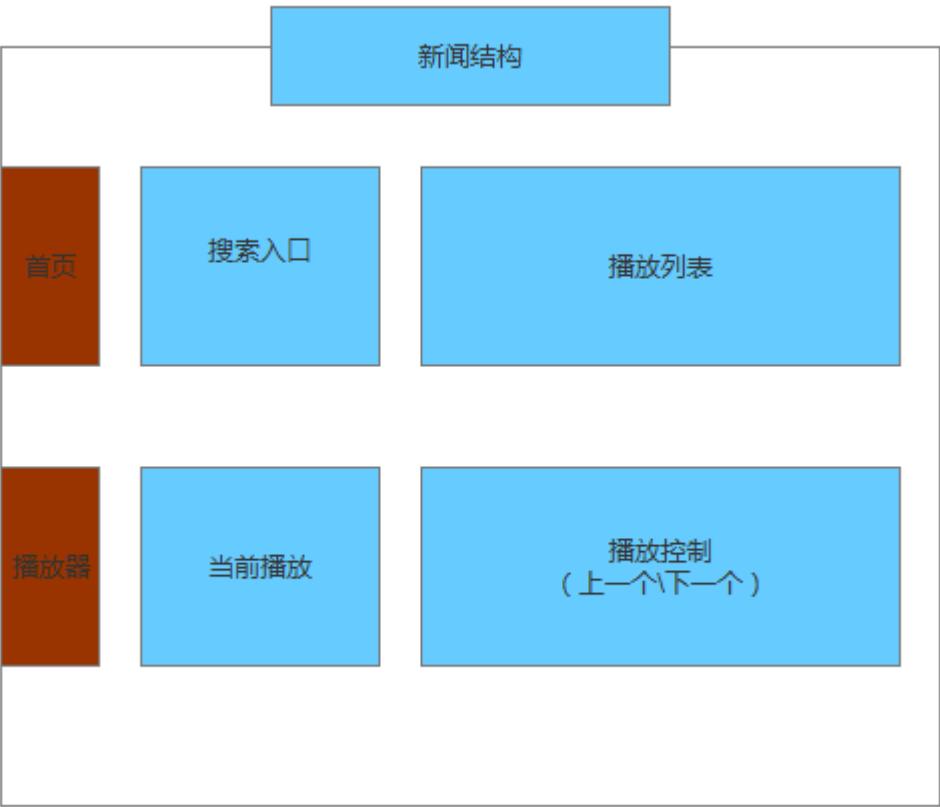 新闻结构
首页
搜索入口
播放列表
播放器
当前播放
播放控制
（上一个\下一个）